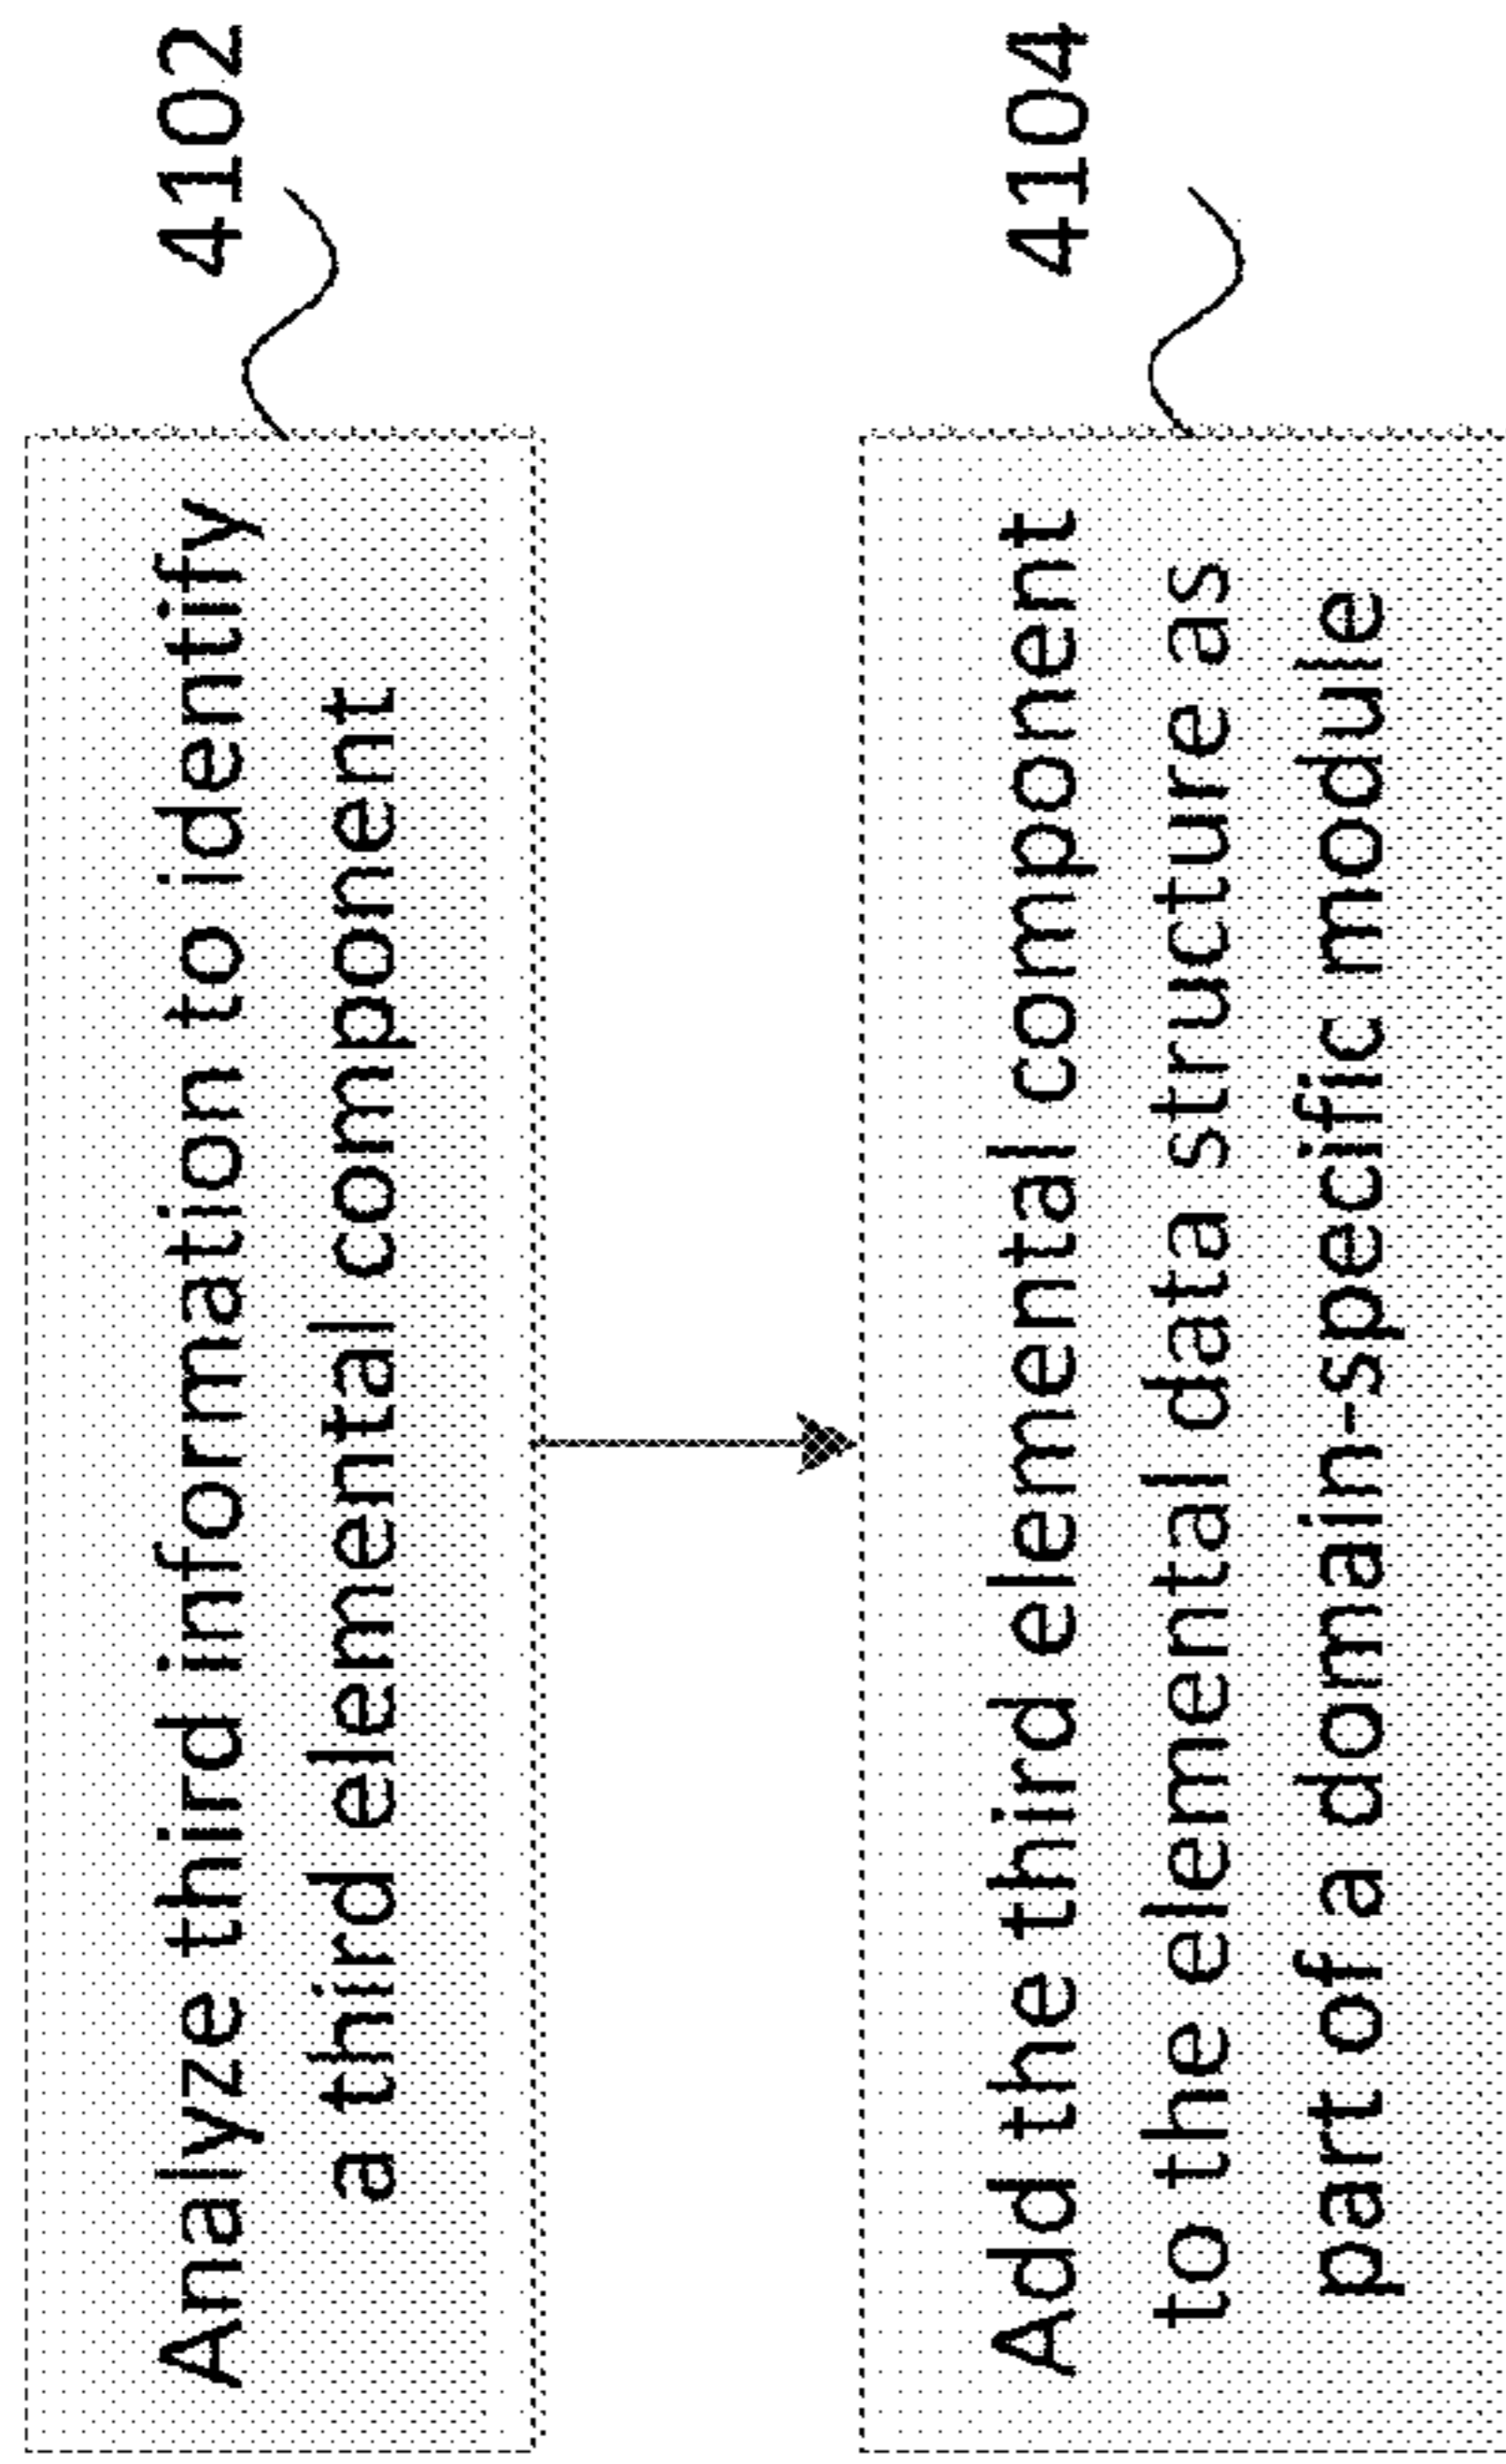 Analyze third information to identify
a third elemental component
4102
Add the third elemental component
to the elemental data structure as
part of a domain-specific module
4104